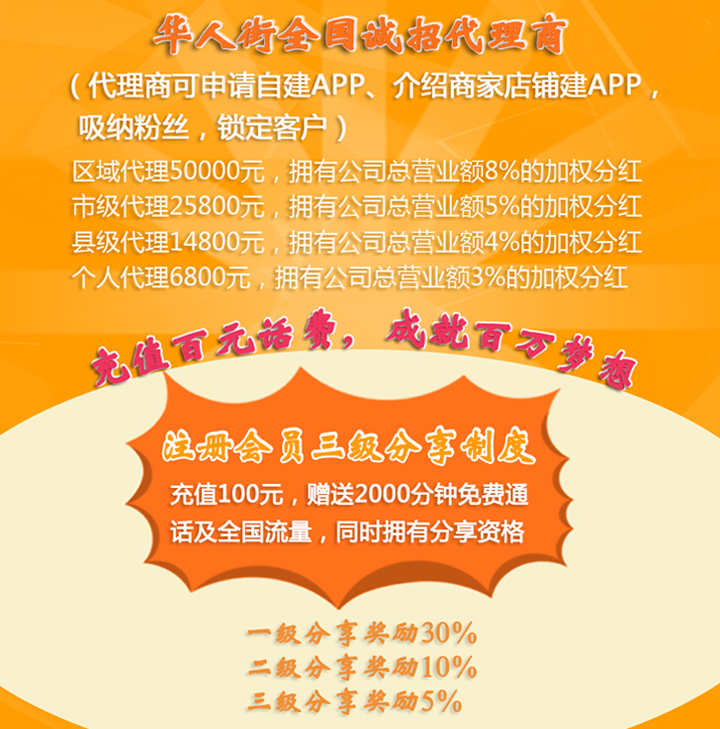 华人街全国诚招代理商
（代理商可申请自建APP、介绍商家店铺建APP，
吸纳粉丝，锁定客户）
区域代理50000元，拥有公司总营业额8%的加权分红
市级代理25800元，拥有公司总营业额5%的加权分红
县级代理14800元，拥有公司总营业额4%的加权分红
个人代理6800元，拥有公司总营业额3%的加权分红
充值百元话费，成就百万梦想
注册会员三级分享制度
充值100元，赠送2000分钟免费通
话及全国流量，同时拥有分享资格
一级分享奖励30%
二级分享奖励10%
三级分享奖励5%